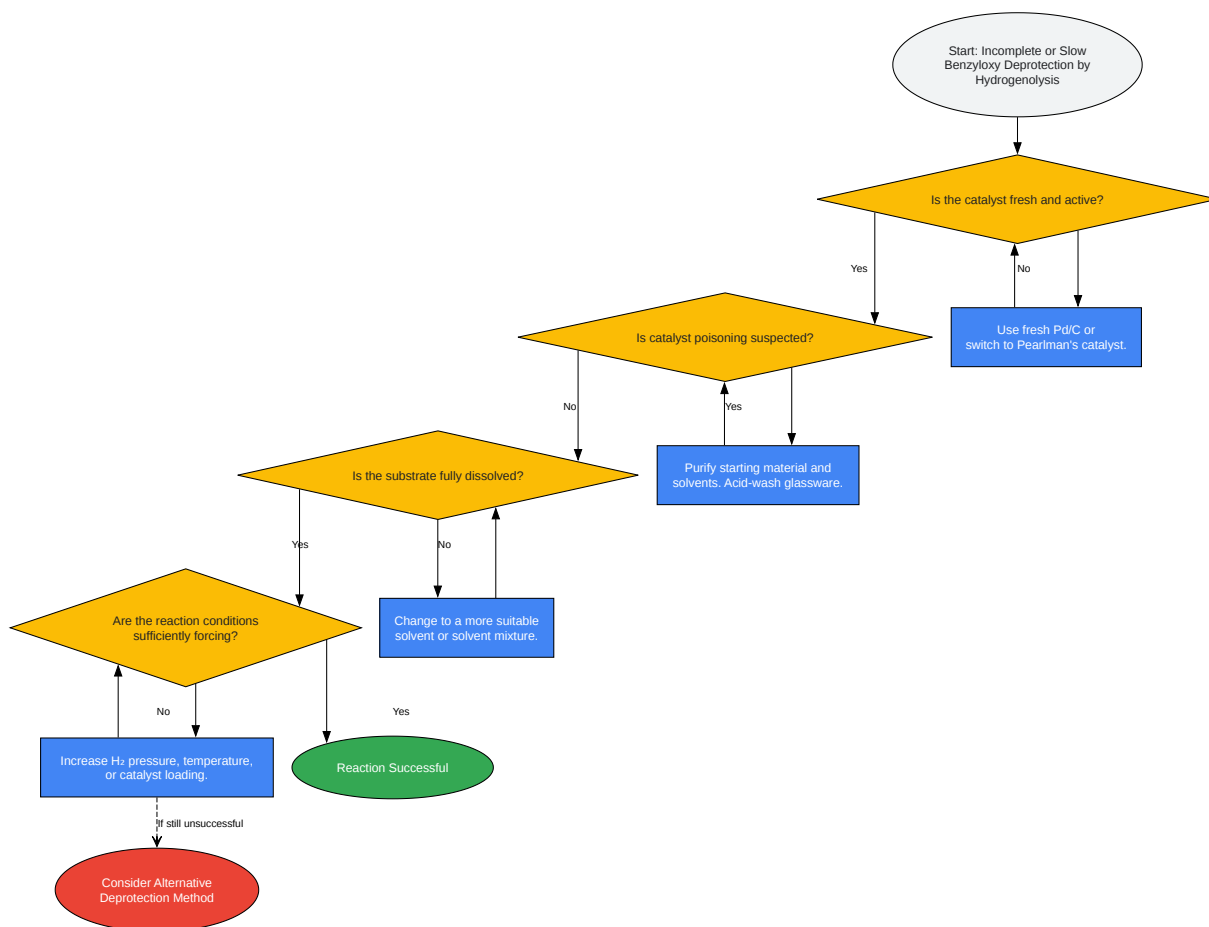 Start: Incomplete or Slow
Benzyloxy Deprotection by
Hydrogenolysis
Is the catalyst fresh and active?
Yes
No
Use fresh Pd/C or
switch to Pearlman's catalyst.
Is catalyst poisoning suspected?
No
Yes
Purify starting material and
solvents. Acid-wash glassware.
Is the substrate fully dissolved?
Yes
No
Change to a more suitable
solvent or solvent mixture.
Are the reaction conditions
sufficiently forcing?
No
Yes
Increase H₂ pressure, temperature,
or catalyst loading.
Reaction Successful
If still unsuccessful
Consider Alternative
Deprotection Method